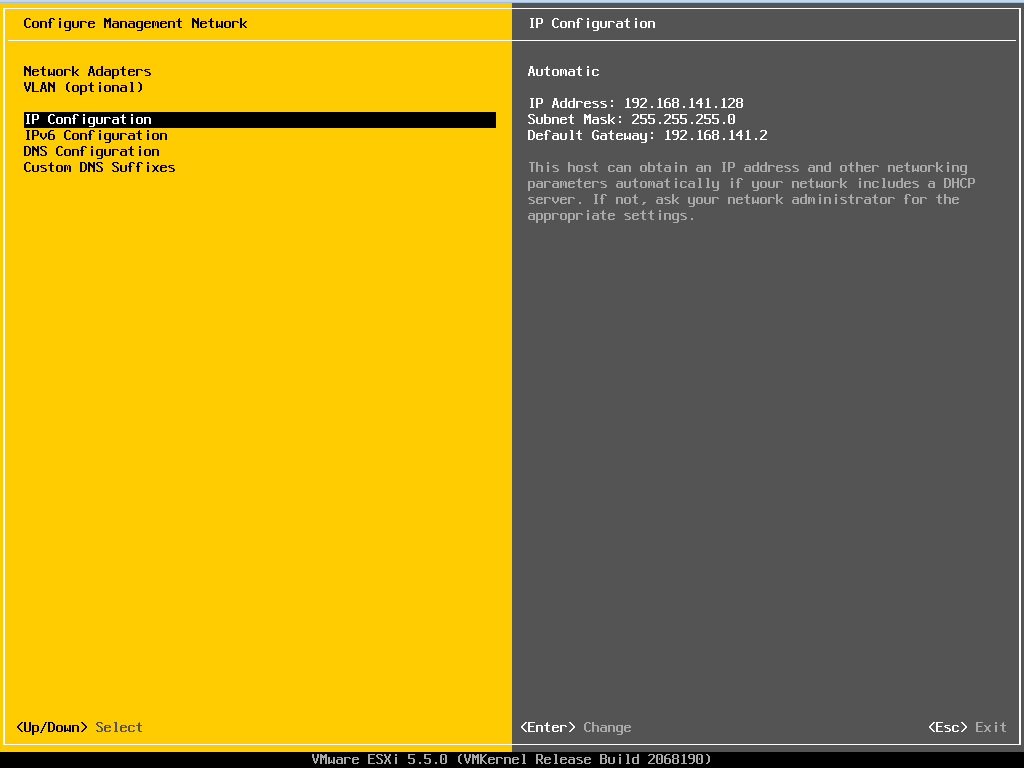 Configure Management Network
Network Adapters
VLAN (optional)
IP Configuration
IPv6 Configuration
DNS Configuration
Custom DNS Suffixes
<Up/Down> Select
IP Configuration
Automatic
IP Address: 192.168.141.128
Subnet Mask: 255.255.255.0
Default Gateway: 192.168.141.2
This host can obtain an IP address and other networking
parameters automatically if your network includes a DHCP
server. If not, ask your network administrator for the
appropriate settings.
<Enter> Change
<Esc> Exit
VMware ESXi 5.5.0 (VMKernel Release Build 2068190)